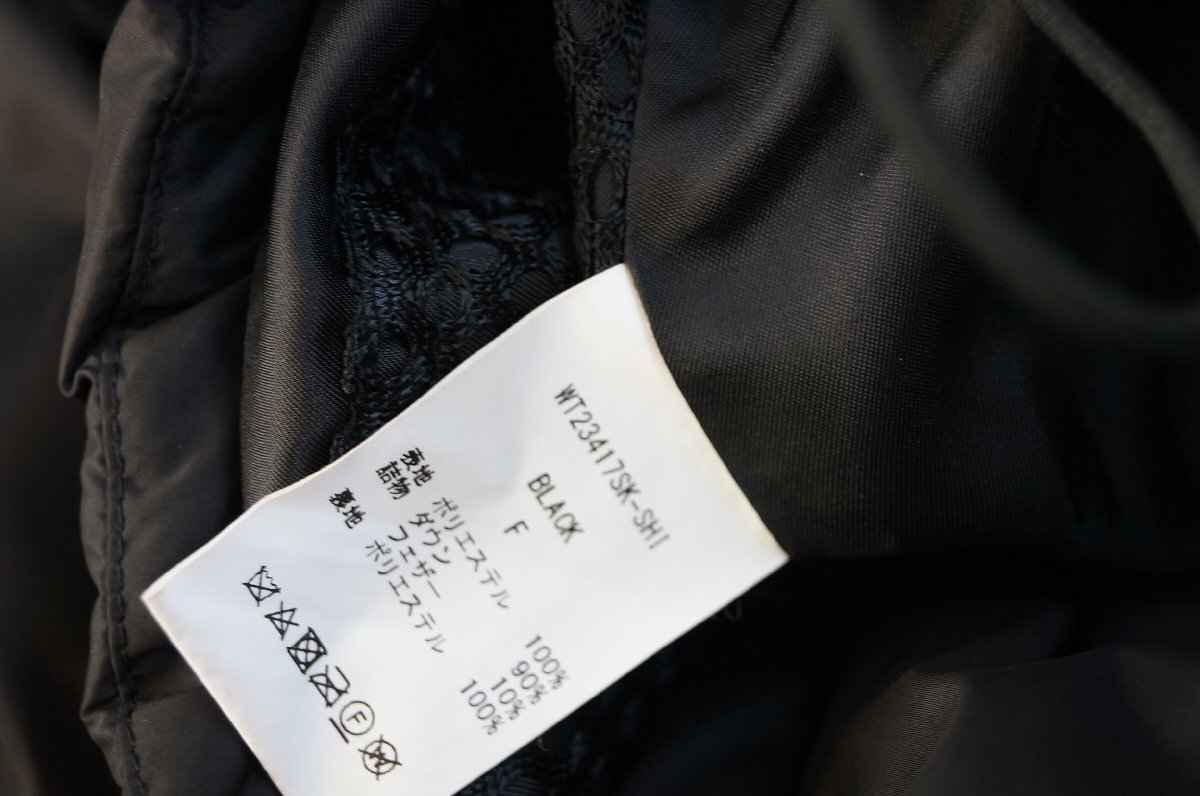 WT23417SK-SHI
BLACK
F
表地 ポリエステル 100%
詰物 ダウン 90%
フェザー 10%
裏地 ポリエステル 100%
F